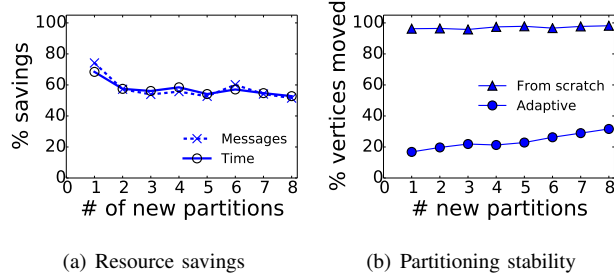 100
80
60
40
20
0
% savings
Messages
Time
0 1 2 3 4 5 6 7 8
# of new partitions
(a) Resource savings
100
80
60
40
20
0
% vertices moved
From scratch
Adaptive
0 1 2 3 4 5 6 7 8
# new partitions
(b) Partitioning stability